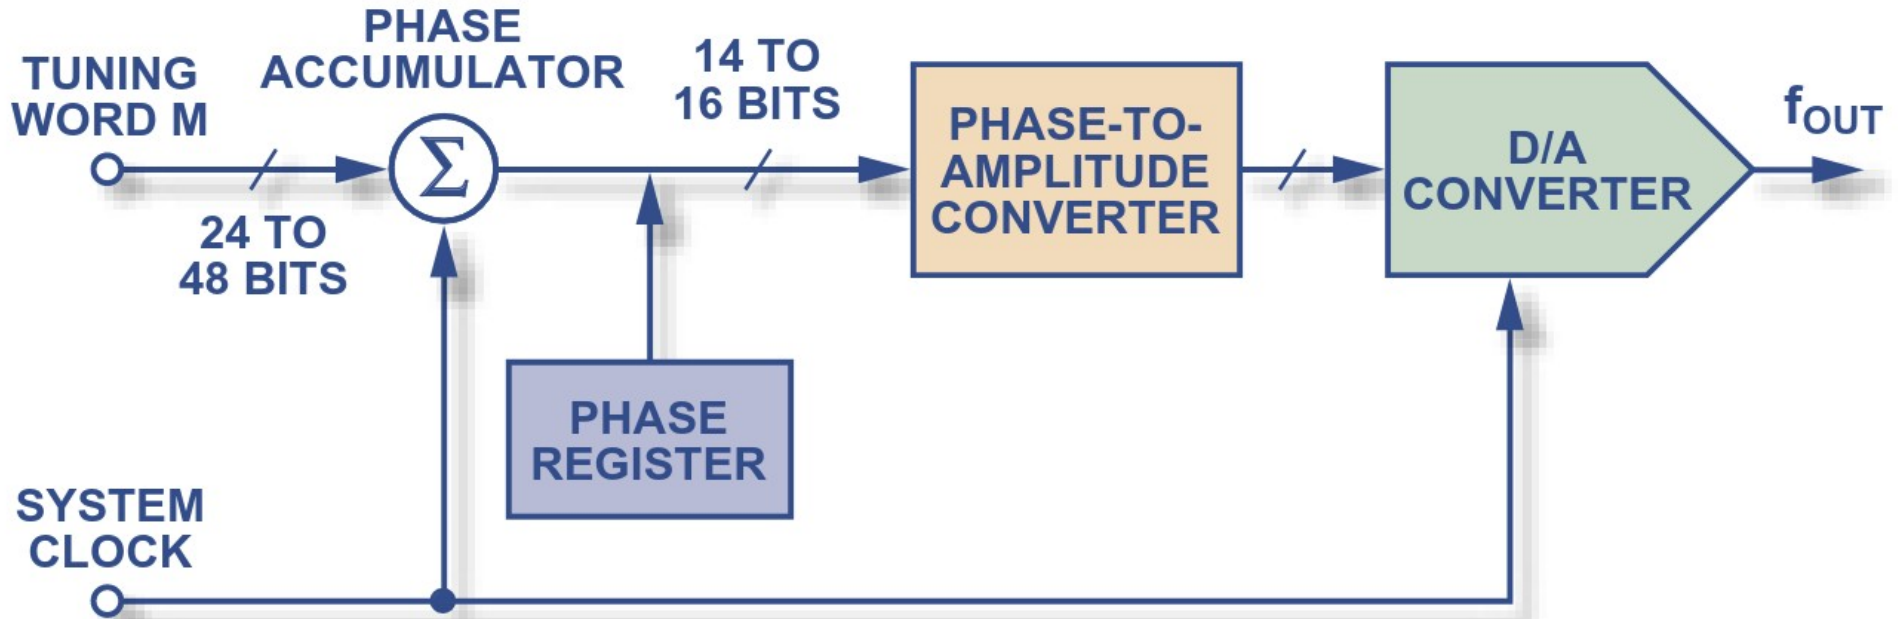 TUNING
WORD M
24 TO
48 BITS
PHASE
ACCUMULATOR
Σ
14 TO
16 BITS
PHASE
REGISTER
PHASE-TO-
AMPLITUDE
CONVERTER
D/A
CONVERTER
fOUT
SYSTEM
CLOCK